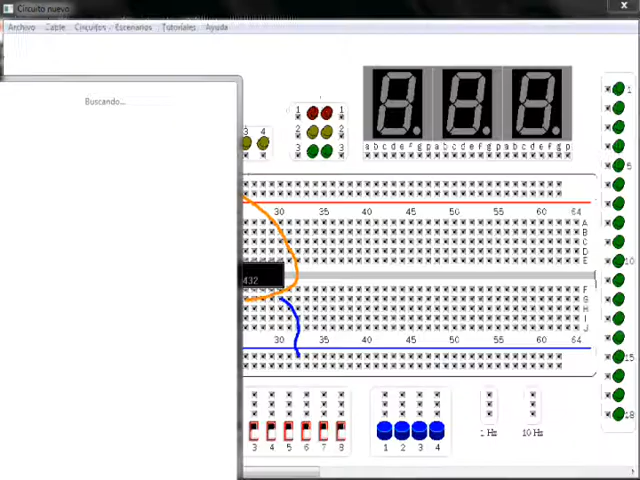 Circuito nuevo
Archivo Cable Circuitos Escenarios Tutoriales Ayuda
Buscando...
3 4
1 1
2 2
3 3
a b c d e f g p a b c d e f g p a b c d e f g p
1
5
10
15
18
30 35 40 45 50 55 60 64
A
B
C
D
E
432
F
G
H
I
J
30 35 40 45 50 55 60 64
3 4 5 6 7 8
1 2 3 4
1 Hz
10 Hz